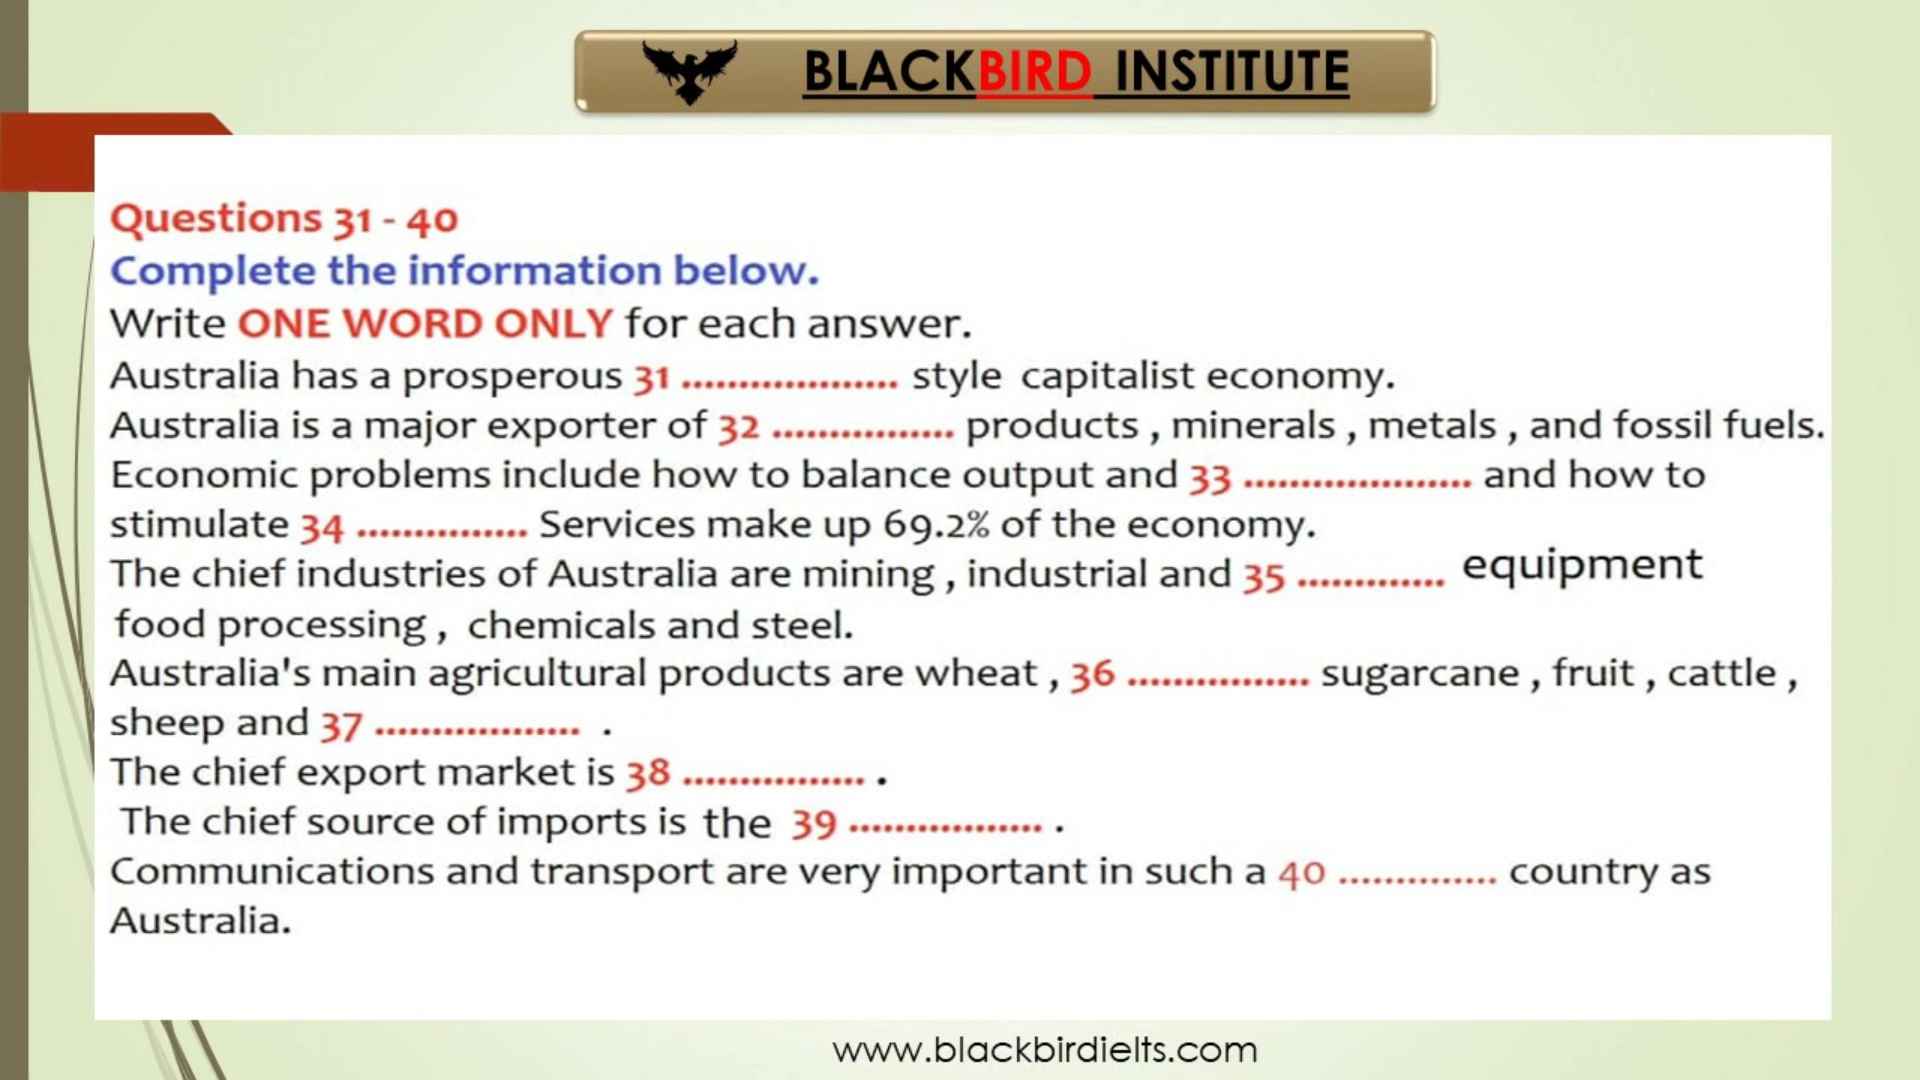 BLACKBIRD INSTITUTE
Questions 31 - 40
Complete the information below.
Write ONE WORD ONLY for each answer.
Australia has a prosperous 31 ................... style capitalist economy.
Australia is a major exporter of 32 ................ products , minerals , metals , and fossil fuels.
Economic problems include how to balance output and 33 .................... and how to
stimulate 34 ............... Services make up 69.2% of the economy.
The chief industries of Australia are mining , industrial and 35 ............. equipment
food processing , chemicals and steel.
Australia's main agricultural products are wheat , 36 ................ sugarcane , fruit , cattle ,
sheep and 37 .................. .
The chief export market is 38 ................ .
The chief source of imports is the 39 ................. .
Communications and transport are very important in such a 40 .............. country as
Australia.
www.blackbirdielts.com